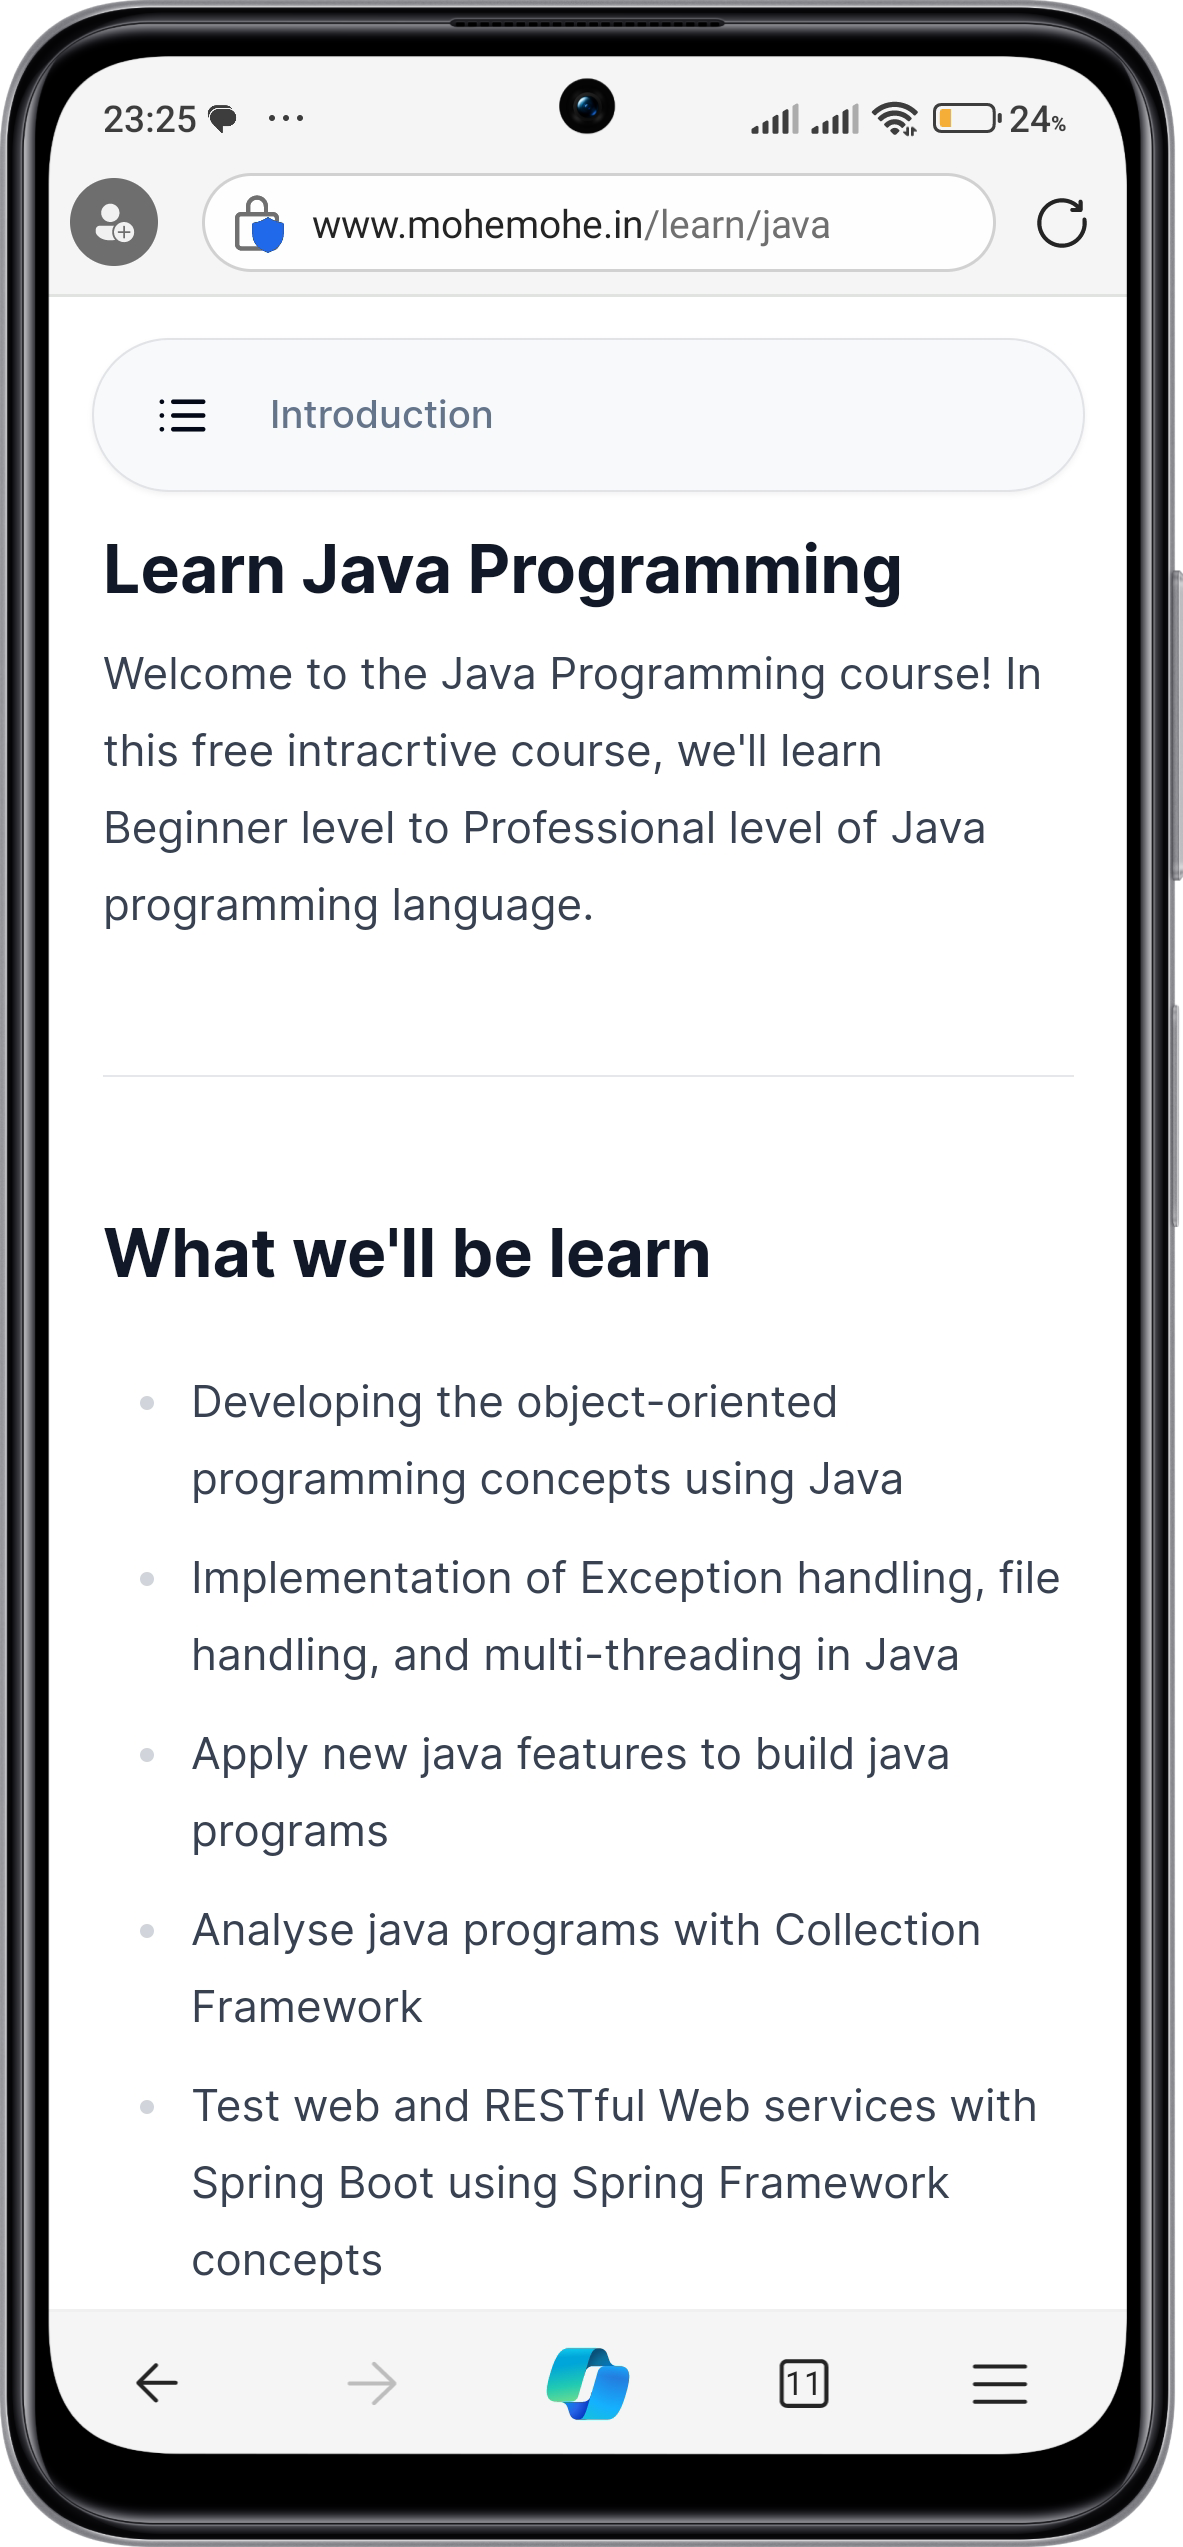 23:25 ... 24%
www.mohemohe.in/learn/java
Introduction
Learn Java Programming
Welcome to the Java Programming course! In
this free intracrtive course, we'll learn
Beginner level to Professional level of Java
programming language.
What we'll be learn
Developing the object-oriented
programming concepts using Java
Implementation of Exception handling, file
handling, and multi-threading in Java
Apply new java features to build java
programs
Analyse java programs with Collection
Framework
Test web and RESTful Web services with
Spring Boot using Spring Framework
concepts
11